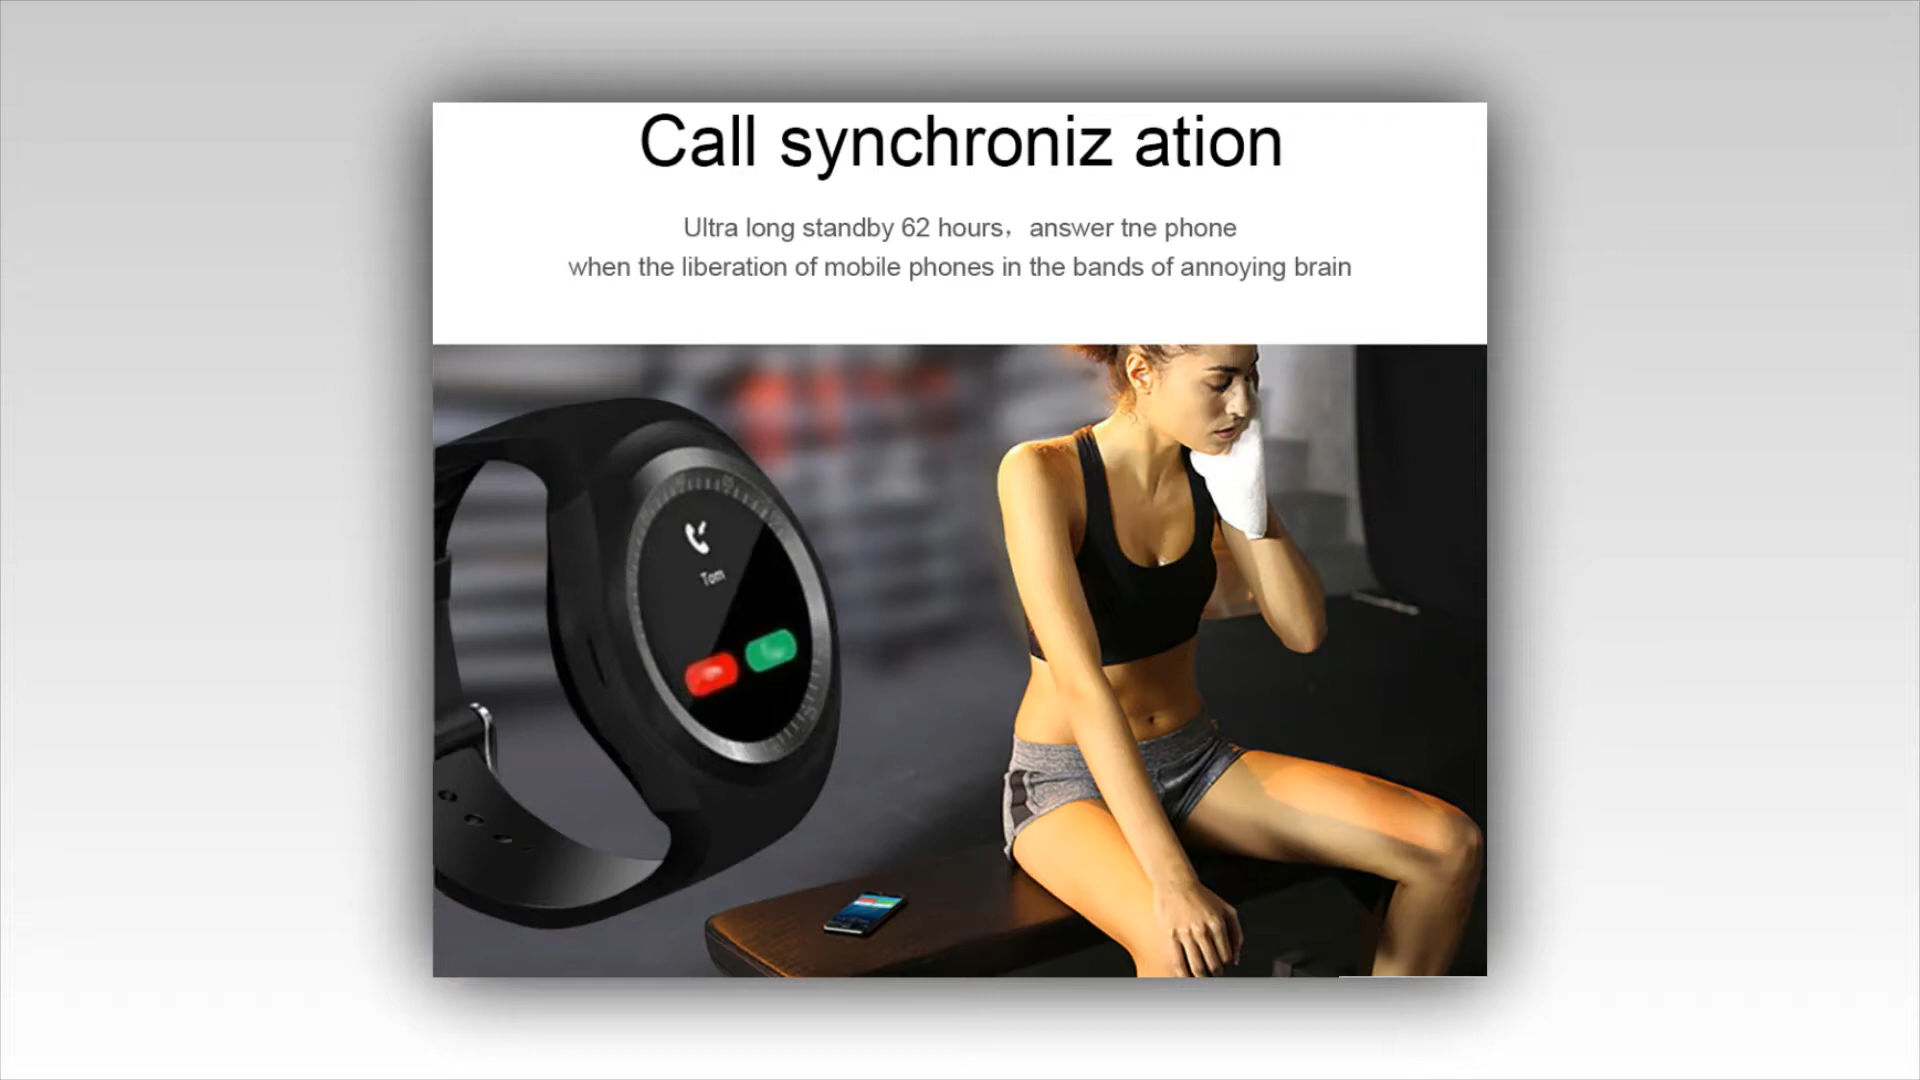 Call synchroniz ation
Ultra long standby 62 hours，answer tne phone
when the liberation of mobile phones in the bands of annoying brain
Tom